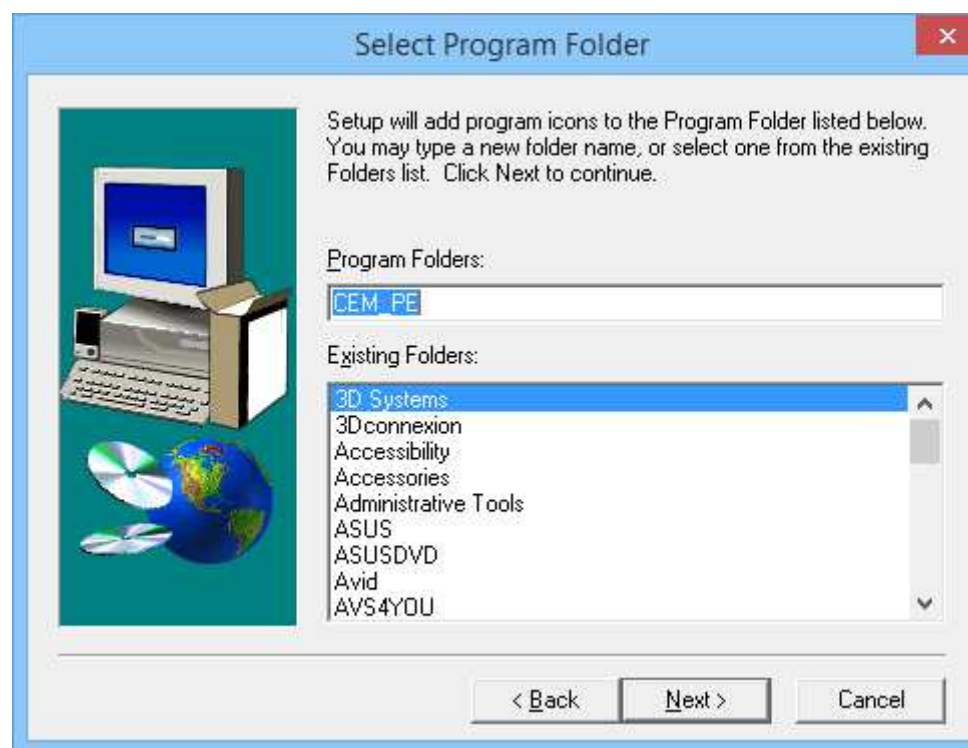 Select Program Folder
Setup will add program icons to the Program Folder listed below.
You may type a new folder name, or select one from the existing
Folders list.  Click Next to continue.
Program Folders:
CEM_PE
Existing Folders:
3D Systems
3Dconnexion
Accessibility
Accessories
Administrative Tools
ASUS
ASUSDVD
Avid
AVS4YOU
< Back
Next >
Cancel